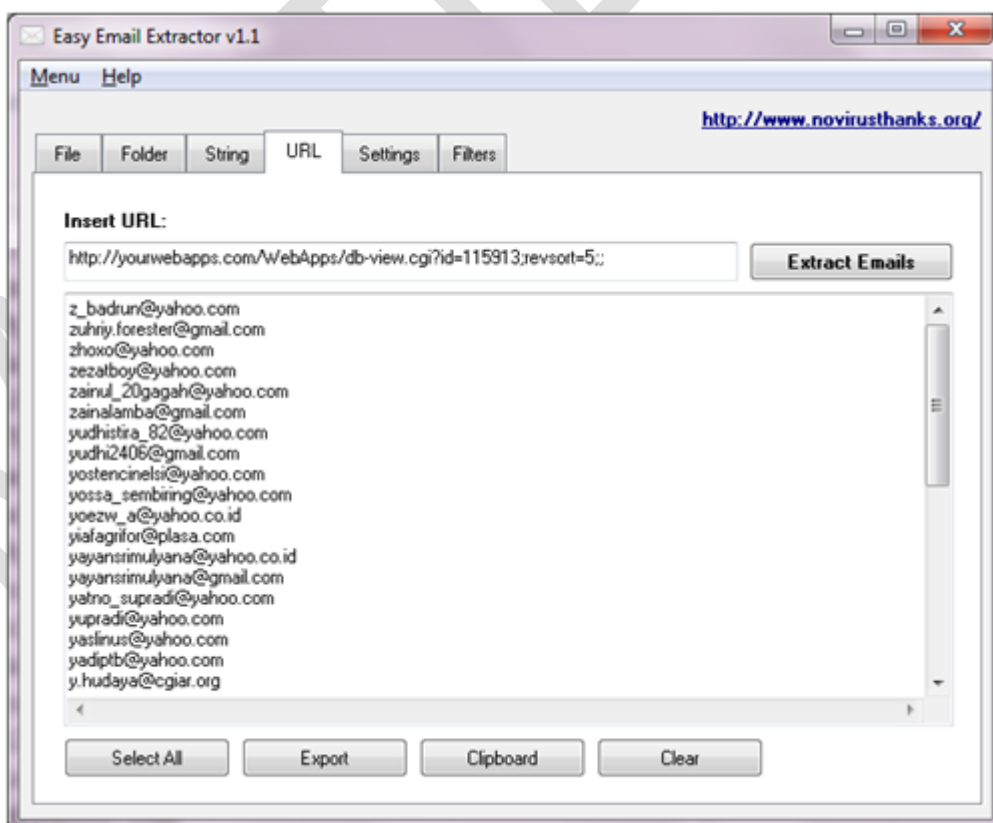 Easy Email Extractor v1.1
Menu Help
http://www.novirusthanks.org/
File Folder String URL Settings Filters
Insert URL:
http://yourwebapps.com/WebApps/db-view.cgi?id=115913;revsort=5;;
Extract Emails
z_badrun@yahoo.com
zuhriy.forester@gmail.com
zhoxo@yahoo.com
zezatboy@yahoo.com
zainul_20gagah@yahoo.com
zainalamba@gmail.com
yudhistira_82@yahoo.com
yudhi2406@gmail.com
yostencinelsi@yahoo.com
yossa_sembiring@yahoo.com
yoezw_a@yahoo.co.id
yiafagrifor@plasa.com
yayansrimulyana@yahoo.co.id
yayansrimulyana@gmail.com
yatno_supradi@yahoo.com
yupradi@yahoo.com
yaslinus@yahoo.com
yadiptb@yahoo.com
y.hudaya@cgiar.org
Select All Export Clipboard Clear